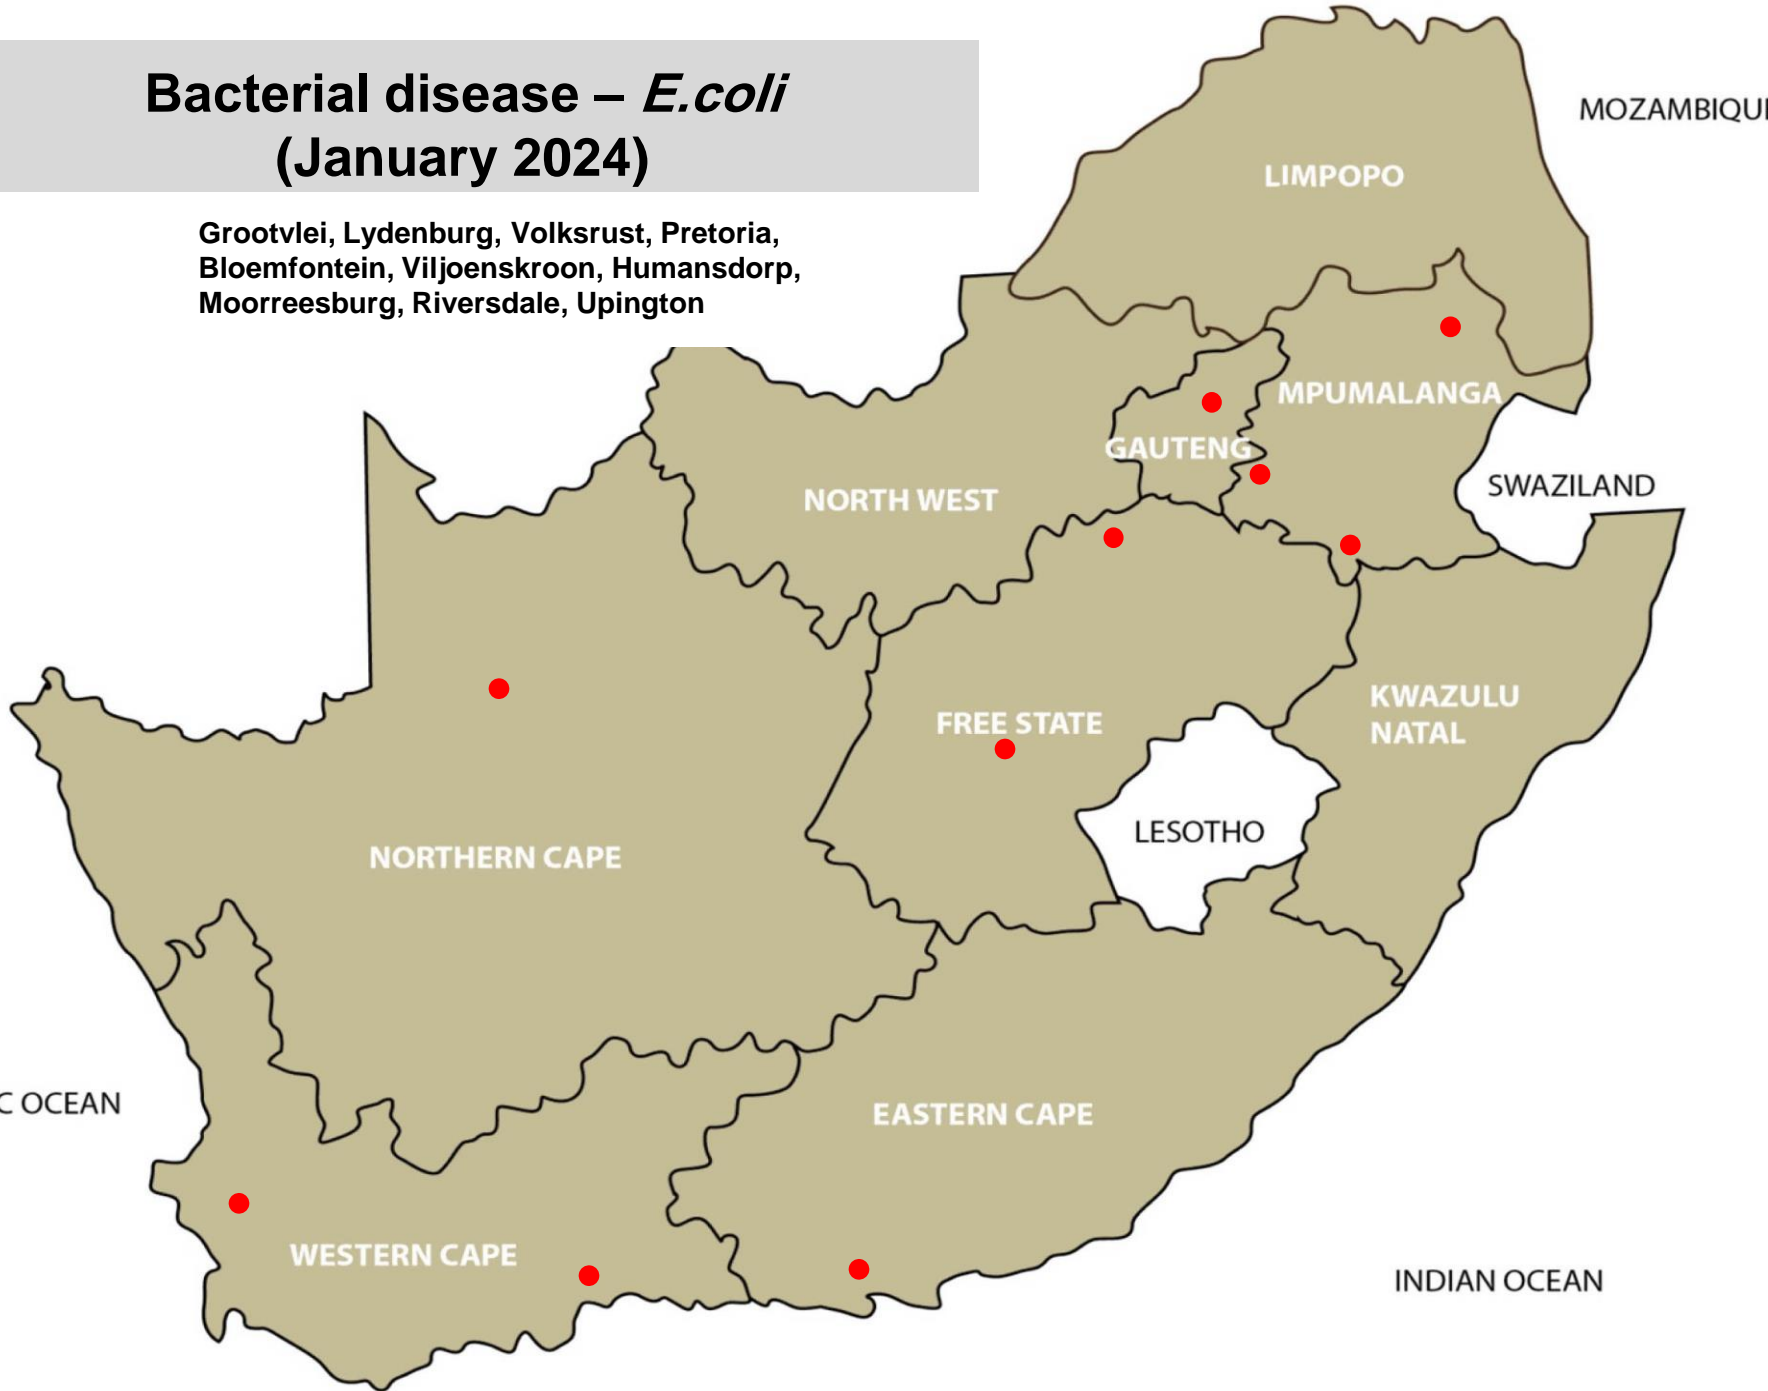 Bacterial disease – E.coli
(January 2024)
Grootvlei, Lydenburg, Volksrust, Pretoria,
Bloemfontein, Viljoenskroon, Humansdorp,
Moorreesburg, Riversdale, Upington
MOZAMBIQUE
LIMPOPO
MPUMALANGA
GAUTENG
SWAZILAND
NORTH WEST
KWAZULU
NATAL
FREE STATE
LESOTHO
NORTHERN CAPE
C OCEAN
EASTERN CAPE
WESTERN CAPE
INDIAN OCEAN